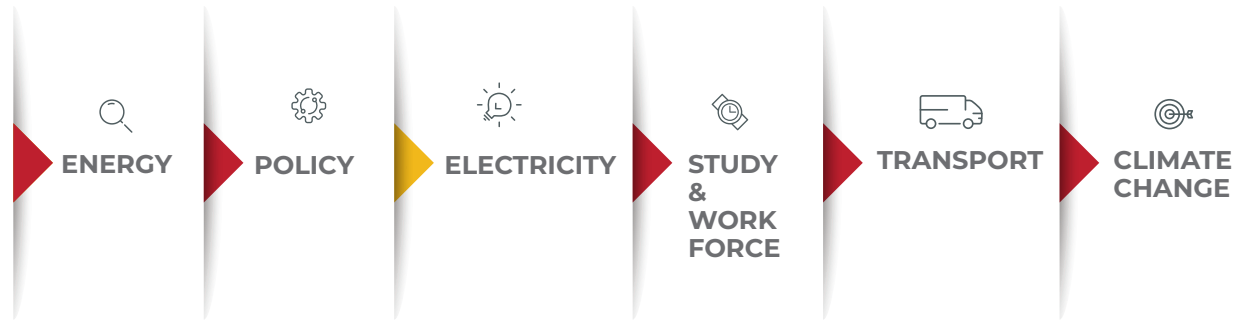 ENERGY
POLICY
ELECTRICITY
STUDY
&
WORK
FORCE
TRANSPORT
CLIMATE
CHANGE